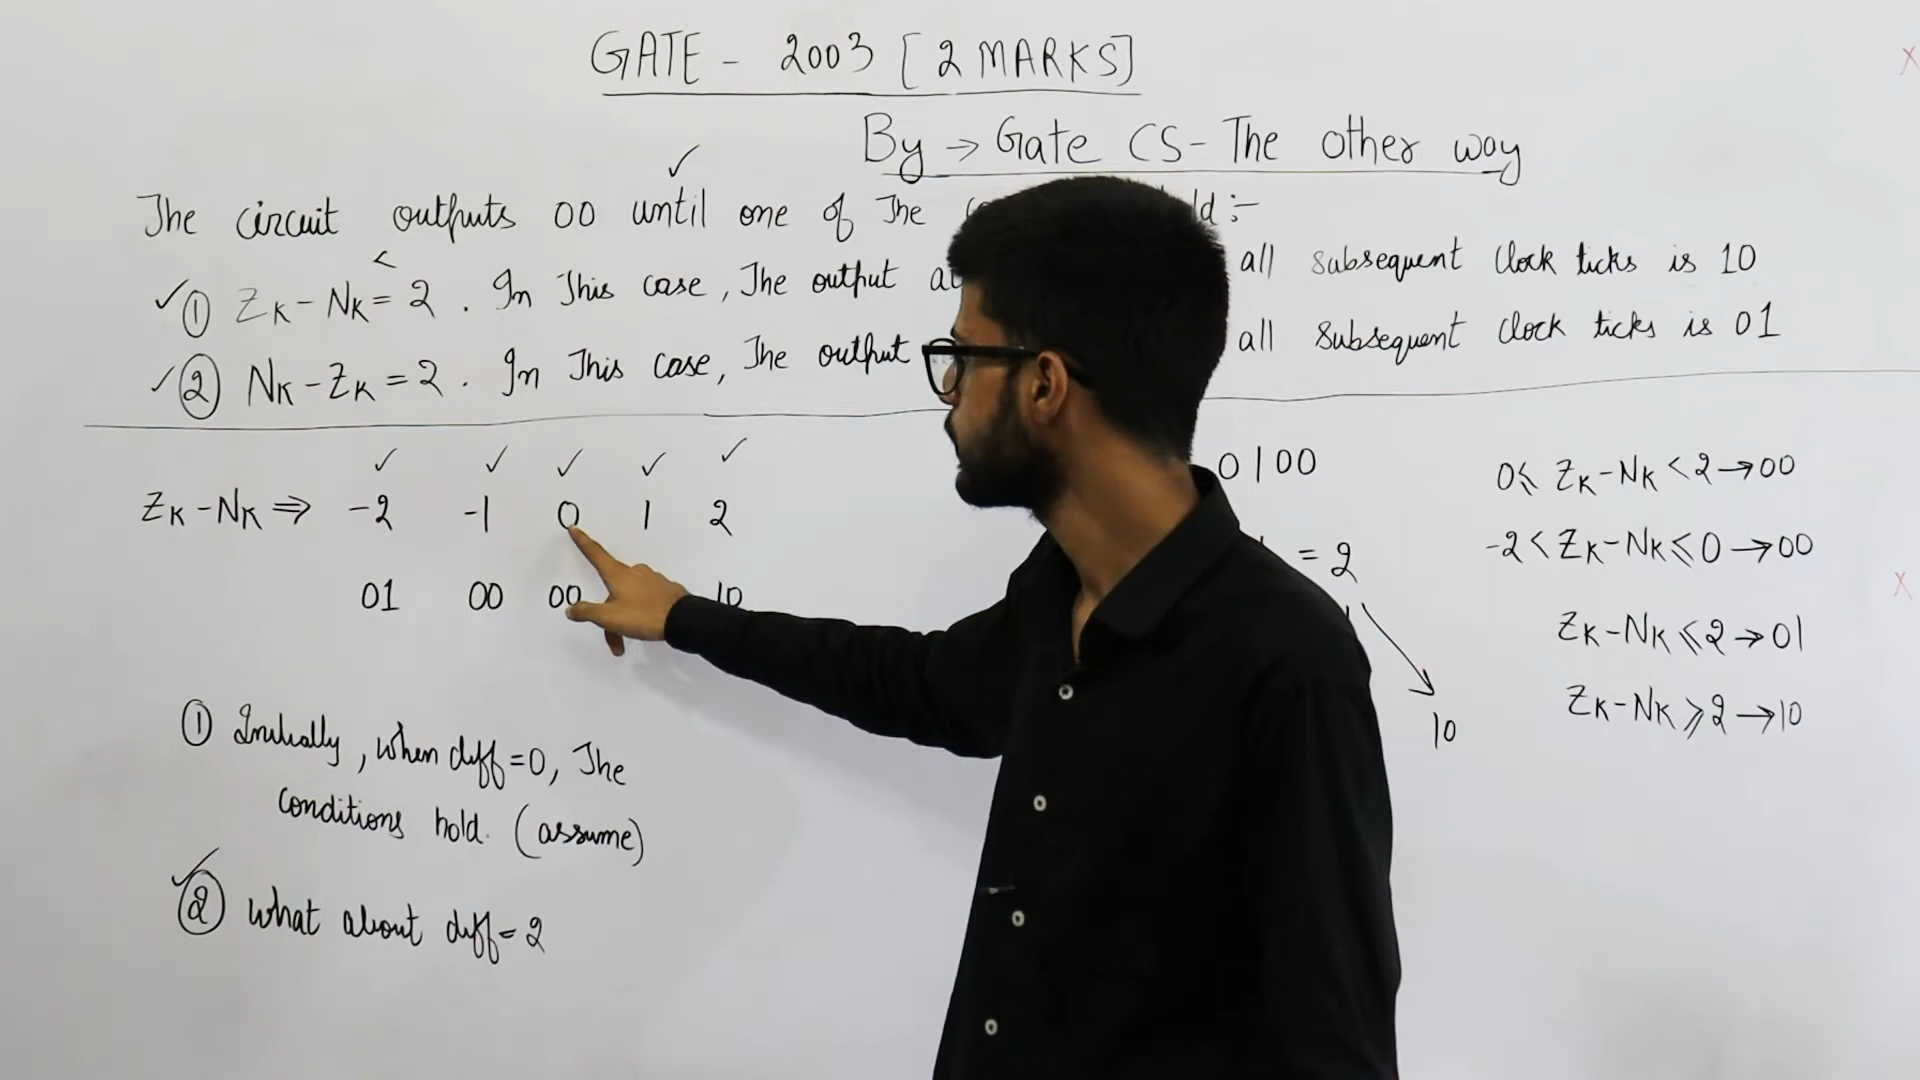 GATE - 2003 [2 MARKS]
By → Gate CS- The other way
✓
The circuit outputs 00 until one of The ld :-
<
✓ ① ZK - NK = 2 . In This case, The output at all subsequent clock ticks is 10
✓ ② NK - ZK = 2 . In This case, The output all subsequent clock ticks is 01
✓ ✓ ✓ ✓ ✓
ZK - NK ⇒ -2 -1 0 1 2
01 00 00 10
① Initially, when diff = 0, The
conditions hold. (assume)
✓ ② what about diff = 2
0100
= 2
10
0 ≤ ZK - NK < 2 → 00
-2 < ZK - NK ≤ 0 → 00
ZK - NK ≤ 2 → 01
ZK - NK ≥ 2 → 10
X
X